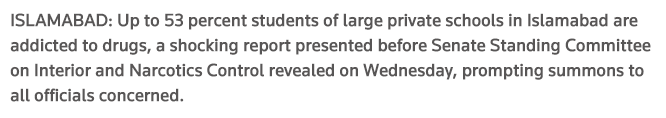 ISLAMABAD: Up to 53 percent students of large private schools in Islamabad are
addicted to drugs, a shocking report presented before Senate Standing Committee
on Interior and Narcotics Control revealed on Wednesday, prompting summons to
all officials concerned.